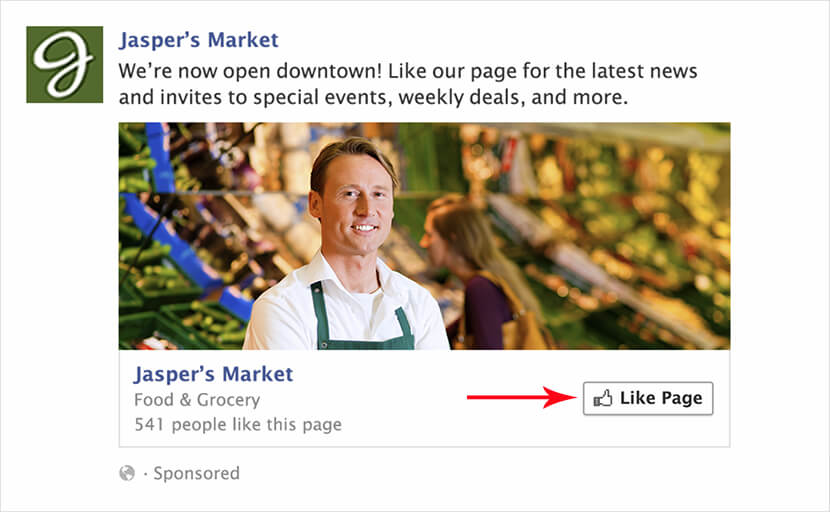 Jasper’s Market
We’re now open downtown! Like our page for the latest news
and invites to special events, weekly deals, and more.
Jasper’s Market
Food & Grocery
541 people like this page
Like Page
· Sponsored